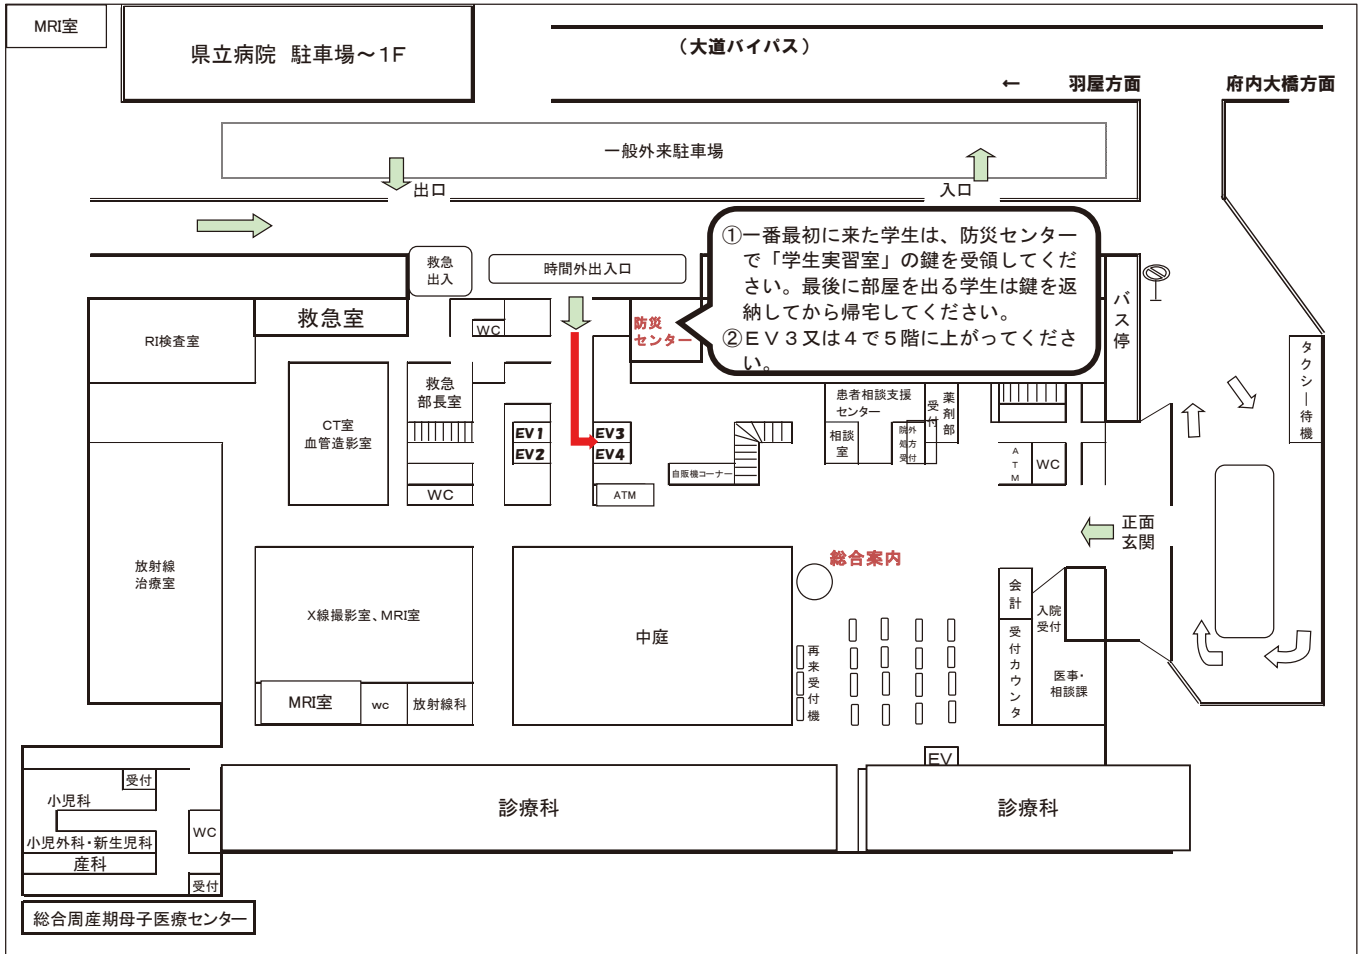 MRI室
県立病院 駐車場～1F
（大道バイパス）
← 羽屋方面
府内大橋方面
一般外来駐車場
出口
入口
救急
出入
時間外出入口
①一番最初に来た学生は、防災センター
で「学生実習室」の鍵を受領してくだ
さい。最後に部屋を出る学生は鍵を返
納してから帰宅してください。
②ＥＶ３又は４で５階に上がってくださ
い。
バス停
タクシー待機
救急室
RI検査室
WC
防災
センター
救急
部長室
CT室
血管造影室
EV1
EV2
EV3
EV4
WC
ATM
自販機コーナー
患者相談支援
センター
相談室
受付
薬剤部
院外処方受付
ATM
WC
正面
玄関
放射線
治療室
X線撮影室、MRI室
MRI室
wc
放射線科
中庭
総合案内
再来受付機
会計
受付カウンタ
入院
受付
医事・
相談課
EV
受付
小児科
小児外科・新生児科
産科
WC
受付
診療科
診療科
総合周産期母子医療センター